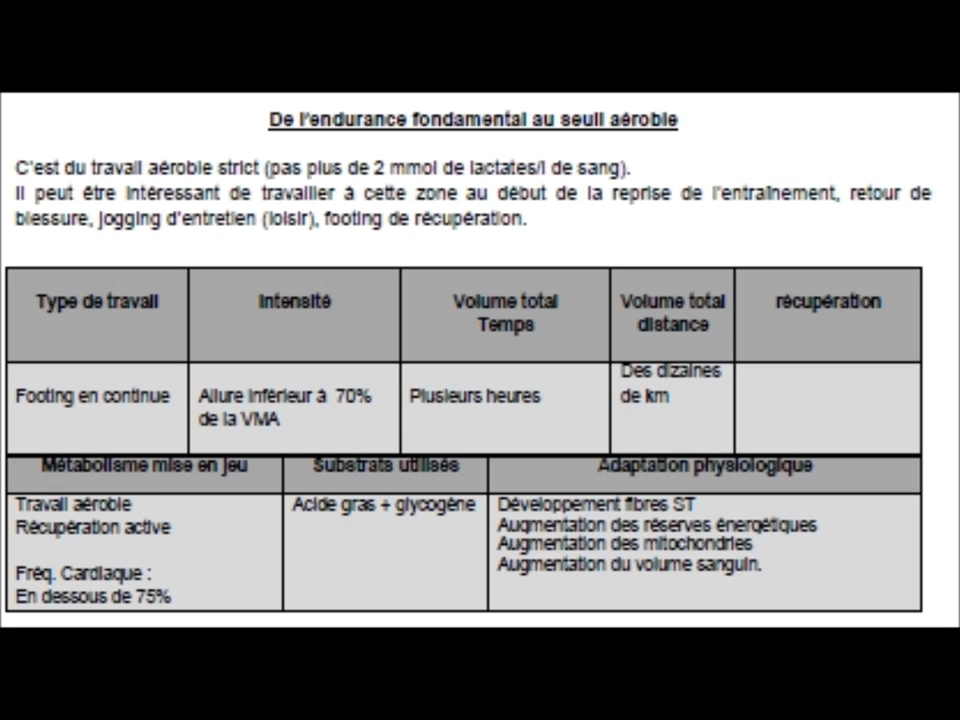 De l'endurance fondamental au seuil aérobie
C'est du travail aérobie strict (pas plus de 2 mmol de lactates/l de sang).
Il peut être intéressant de travailler à cette zone au début de la reprise de l'entraînement, retour de
blessure, jogging d'entretien (loisir), footing de récupération.
Type de travail
Intensité
Volume total
Temps
Volume total
distance
récupération
Footing en continue
Allure inférieur à 70%
de la VMA
Plusieurs heures
Des dizaines
de km
Métabolisme mise en jeu
Substrats utilisés
Adaptation physiologique
Travail aérobie
Récupération active
Fréq. Cardiaque :
En dessous de 75%
Acide gras + glycogène
Développement fibres ST
Augmentation des réserves énergétiques
Augmentation des mitochondries
Augmentation du volume sanguin.